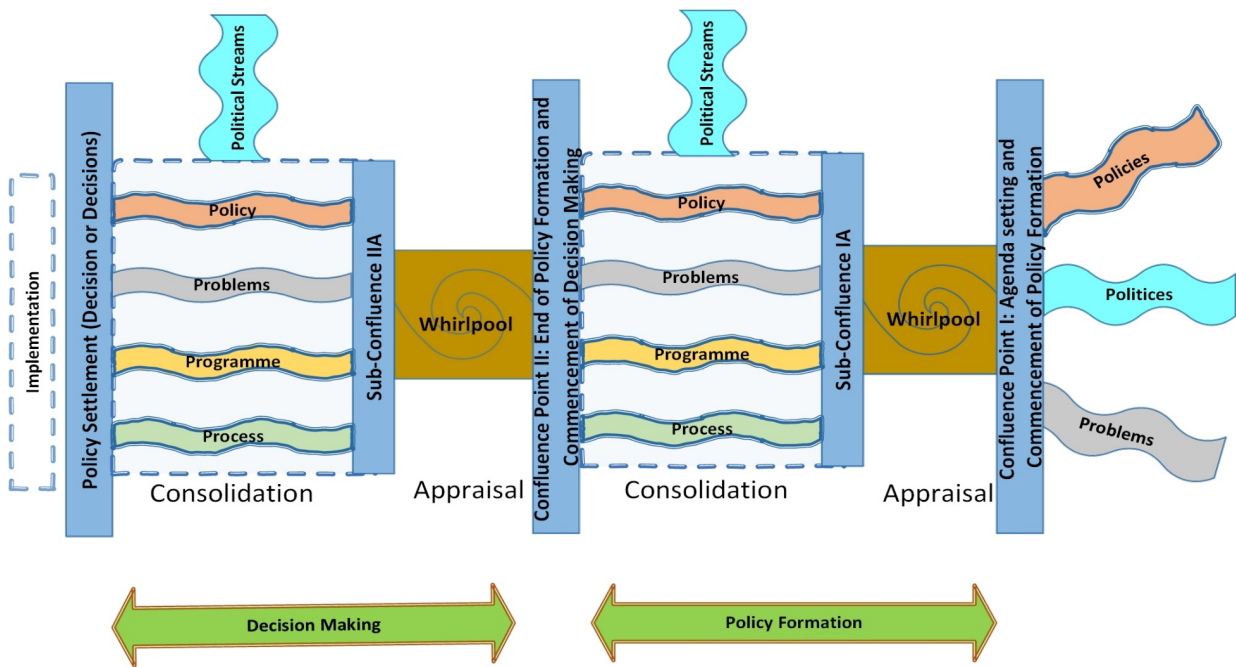 Implementation
Policy Settlement (Decision or Decisions)
Political Streams
Policy
Problems
Programme
Process
Consolidation
Sub-Confluence IIA
Whirlpool
Appraisal
Confluence Point II: End of Policy Formation and
Commencement of Decision Making
Political Streams
Policy
Problems
Programme
Process
Consolidation
Sub-Confluence IA
Whirlpool
Appraisal
Confluence Point I: Agenda setting and
Commencement of Policy Formation
Policies
Politices
Problems
Decision Making
Policy Formation